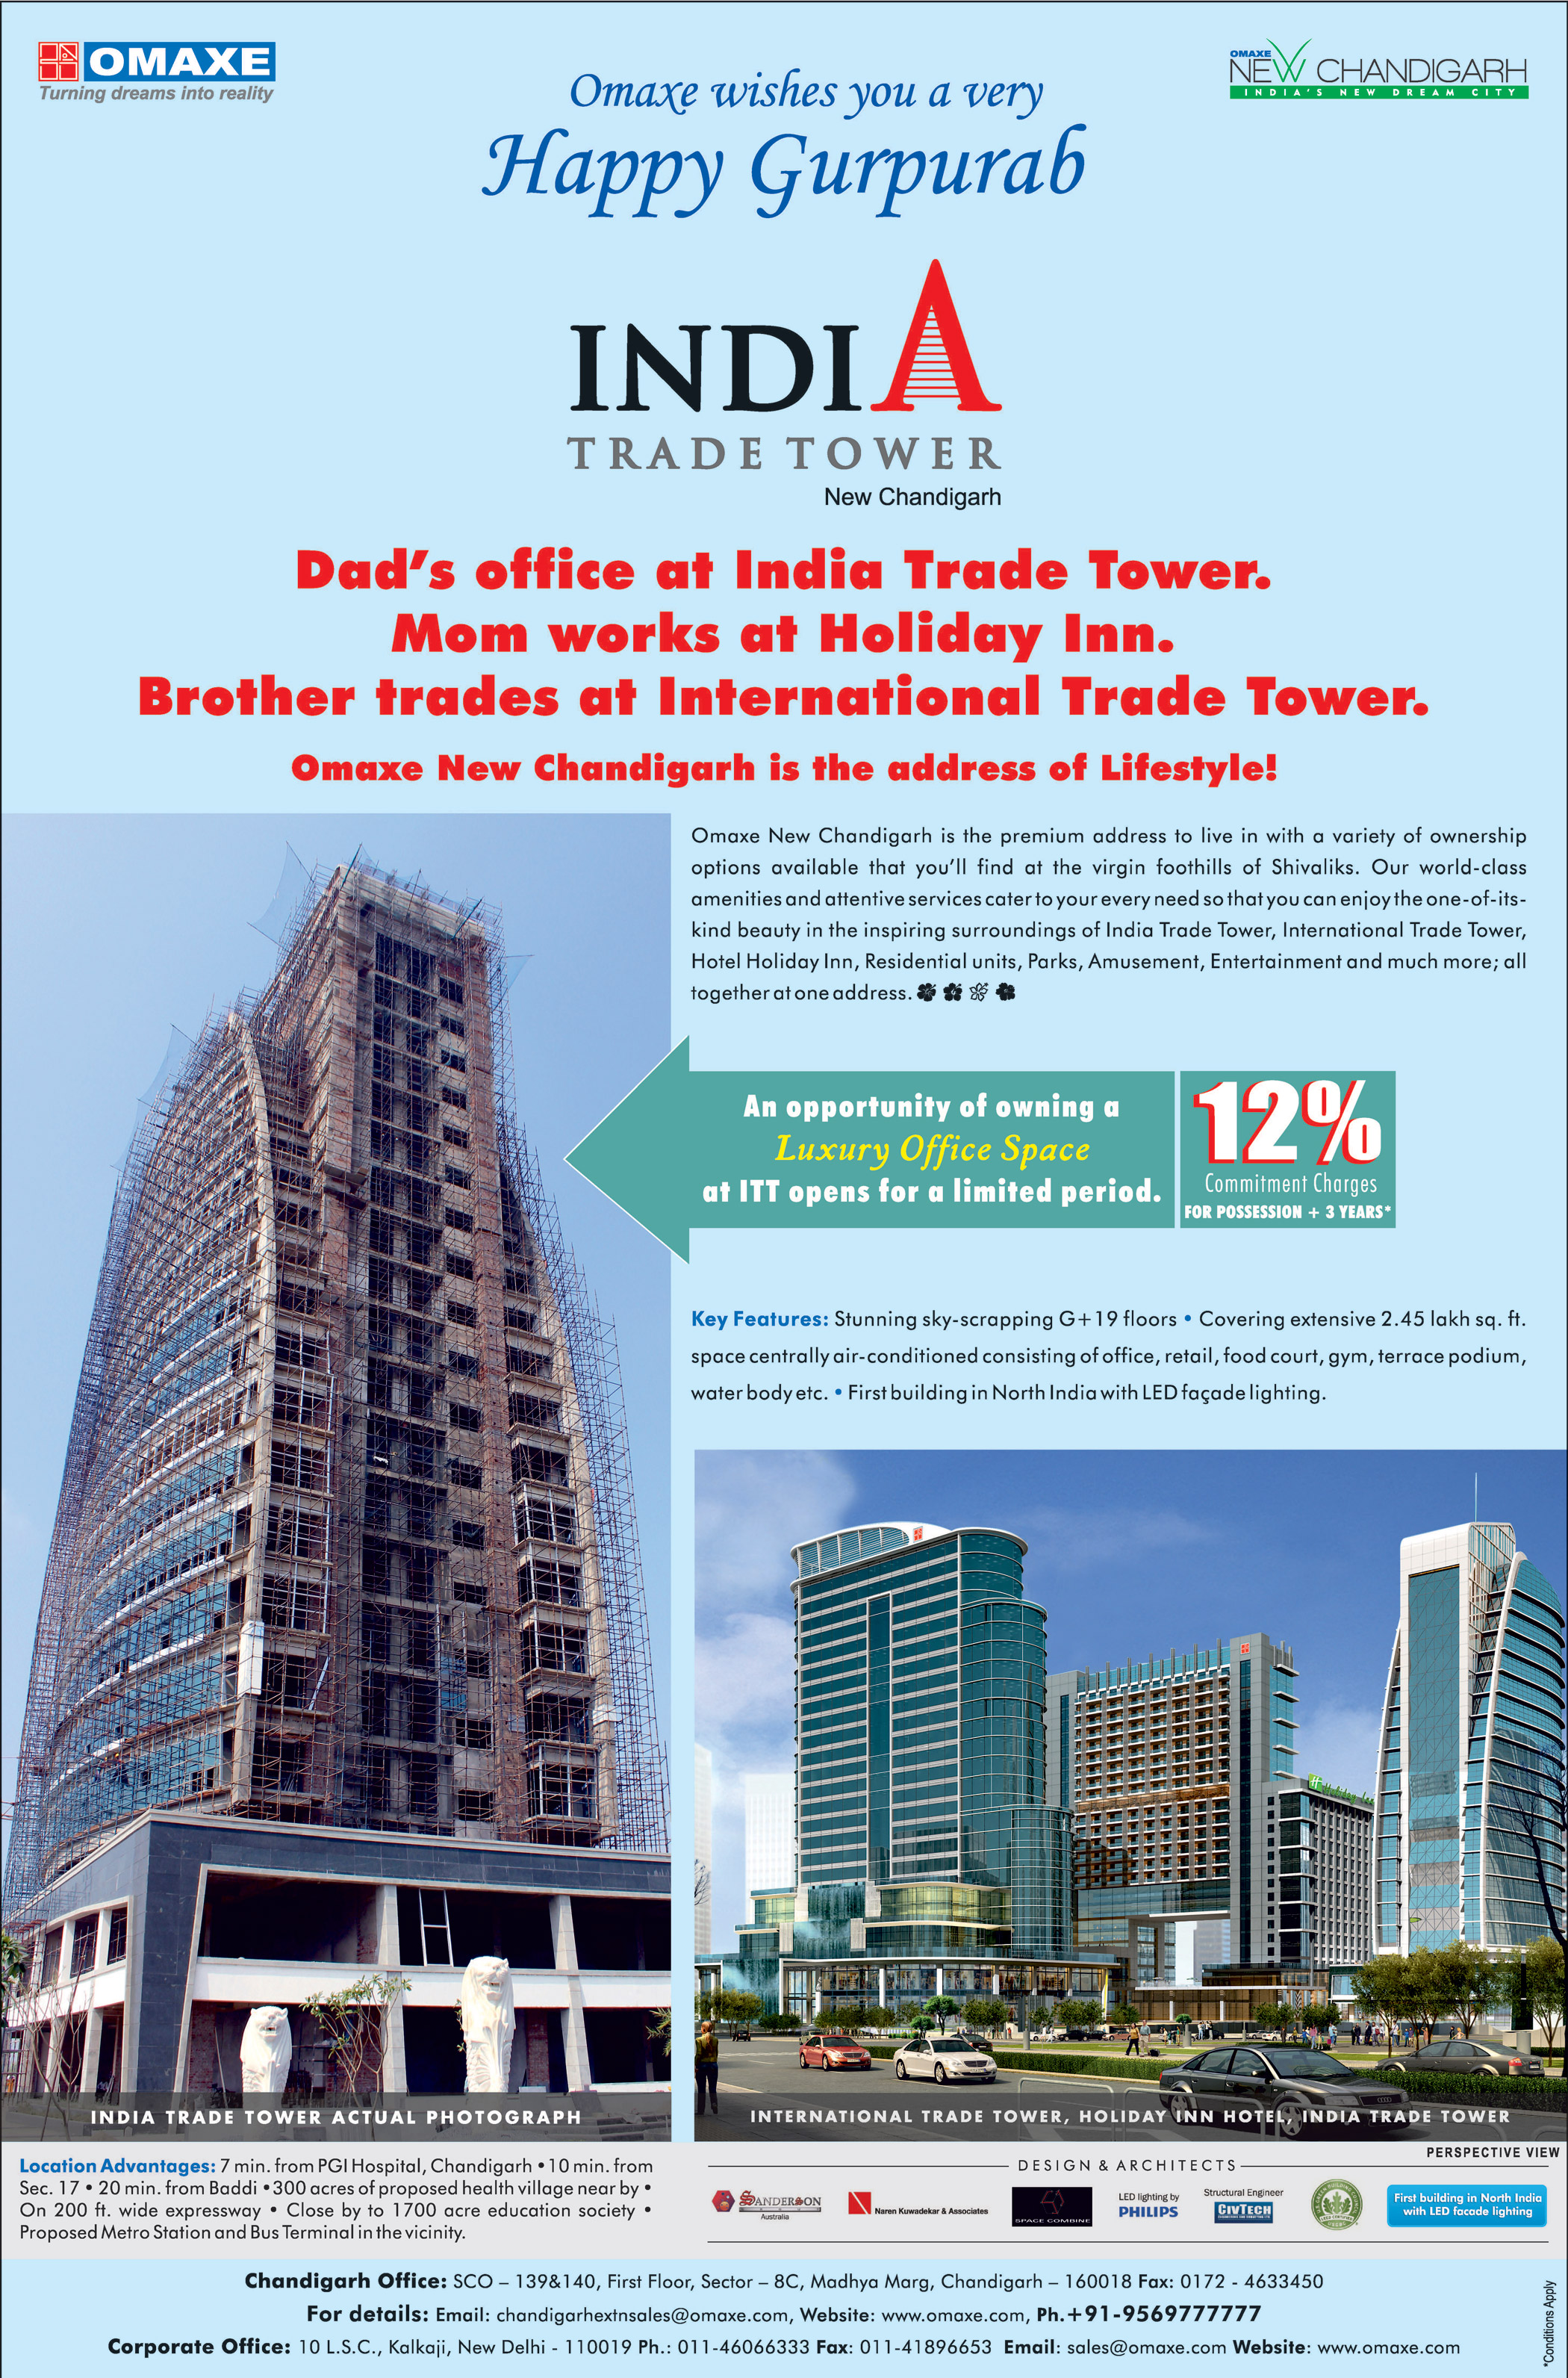 OMAXE
Turning dreams into reality
OMAXE
NEW CHANDIGARH
INDIA'S NEW DREAM CITY
Omaxe wishes you a very
Happy Gurpurab
INDIA
TRADE TOWER
New Chandigarh
Dad's office at India Trade Tower.
Mom works at Holiday Inn.
Brother trades at International Trade Tower.
Omaxe New Chandigarh is the address of Lifestyle!
Omaxe New Chandigarh is the premium address to live in with a variety of ownership
options available that you'll find at the virgin foothills of Shivaliks. Our world-class
amenities and attentive services cater to your every need so that you can enjoy the one-of-its-
kind beauty in the inspiring surroundings of India Trade Tower, International Trade Tower,
Hotel Holiday Inn, Residential units, Parks, Amusement, Entertainment and much more; all
together at one address.
An opportunity of owning a
Luxury Office Space
at ITT opens for a limited period.
12%
Commitment Charges
FOR POSSESSION + 3 YEARS*
Key Features: Stunning sky-scrapping G+19 floors • Covering extensive 2.45 lakh sq. ft.
space centrally air-conditioned consisting of office, retail, food court, gym, terrace podium,
water body etc. • First building in North India with LED façade lighting.
H Holiday Inn
INDIA TRADE TOWER ACTUAL PHOTOGRAPH
INTERNATIONAL TRADE TOWER, HOLIDAY INN HOTEL, INDIA TRADE TOWER
PERSPECTIVE VIEW
Location Advantages: 7 min. from PGI Hospital, Chandigarh • 10 min. from
Sec. 17 • 20 min. from Baddi • 300 acres of proposed health village near by •
On 200 ft. wide expressway • Close by to 1700 acre education society •
Proposed Metro Station and Bus Terminal in the vicinity.
DESIGN & ARCHITECTS
SANDERSON
Australia
Naren Kuwadekar & Associates
SPACE COMBINE
LED lighting by
PHILIPS
Structural Engineer
CIVTECH
First building in North India
with LED facade lighting
Chandigarh Office: SCO – 139&140, First Floor, Sector – 8C, Madhya Marg, Chandigarh – 160018 Fax: 0172 - 4633450
For details: Email: chandigarhextnsales@omaxe.com, Website: www.omaxe.com, Ph.+91-9569777777
Corporate Office: 10 L.S.C., Kalkaji, New Delhi - 110019 Ph.: 011-46066333 Fax: 011-41896653 Email: sales@omaxe.com Website: www.omaxe.com
*Conditions Apply